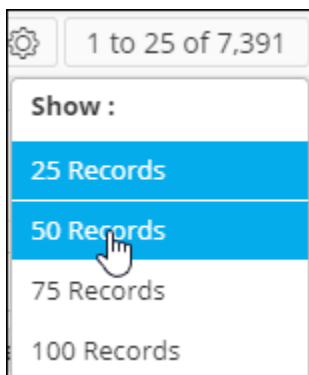 1 to 25 of 7,391
Show :
25 Records
50 Records
75 Records
100 Records